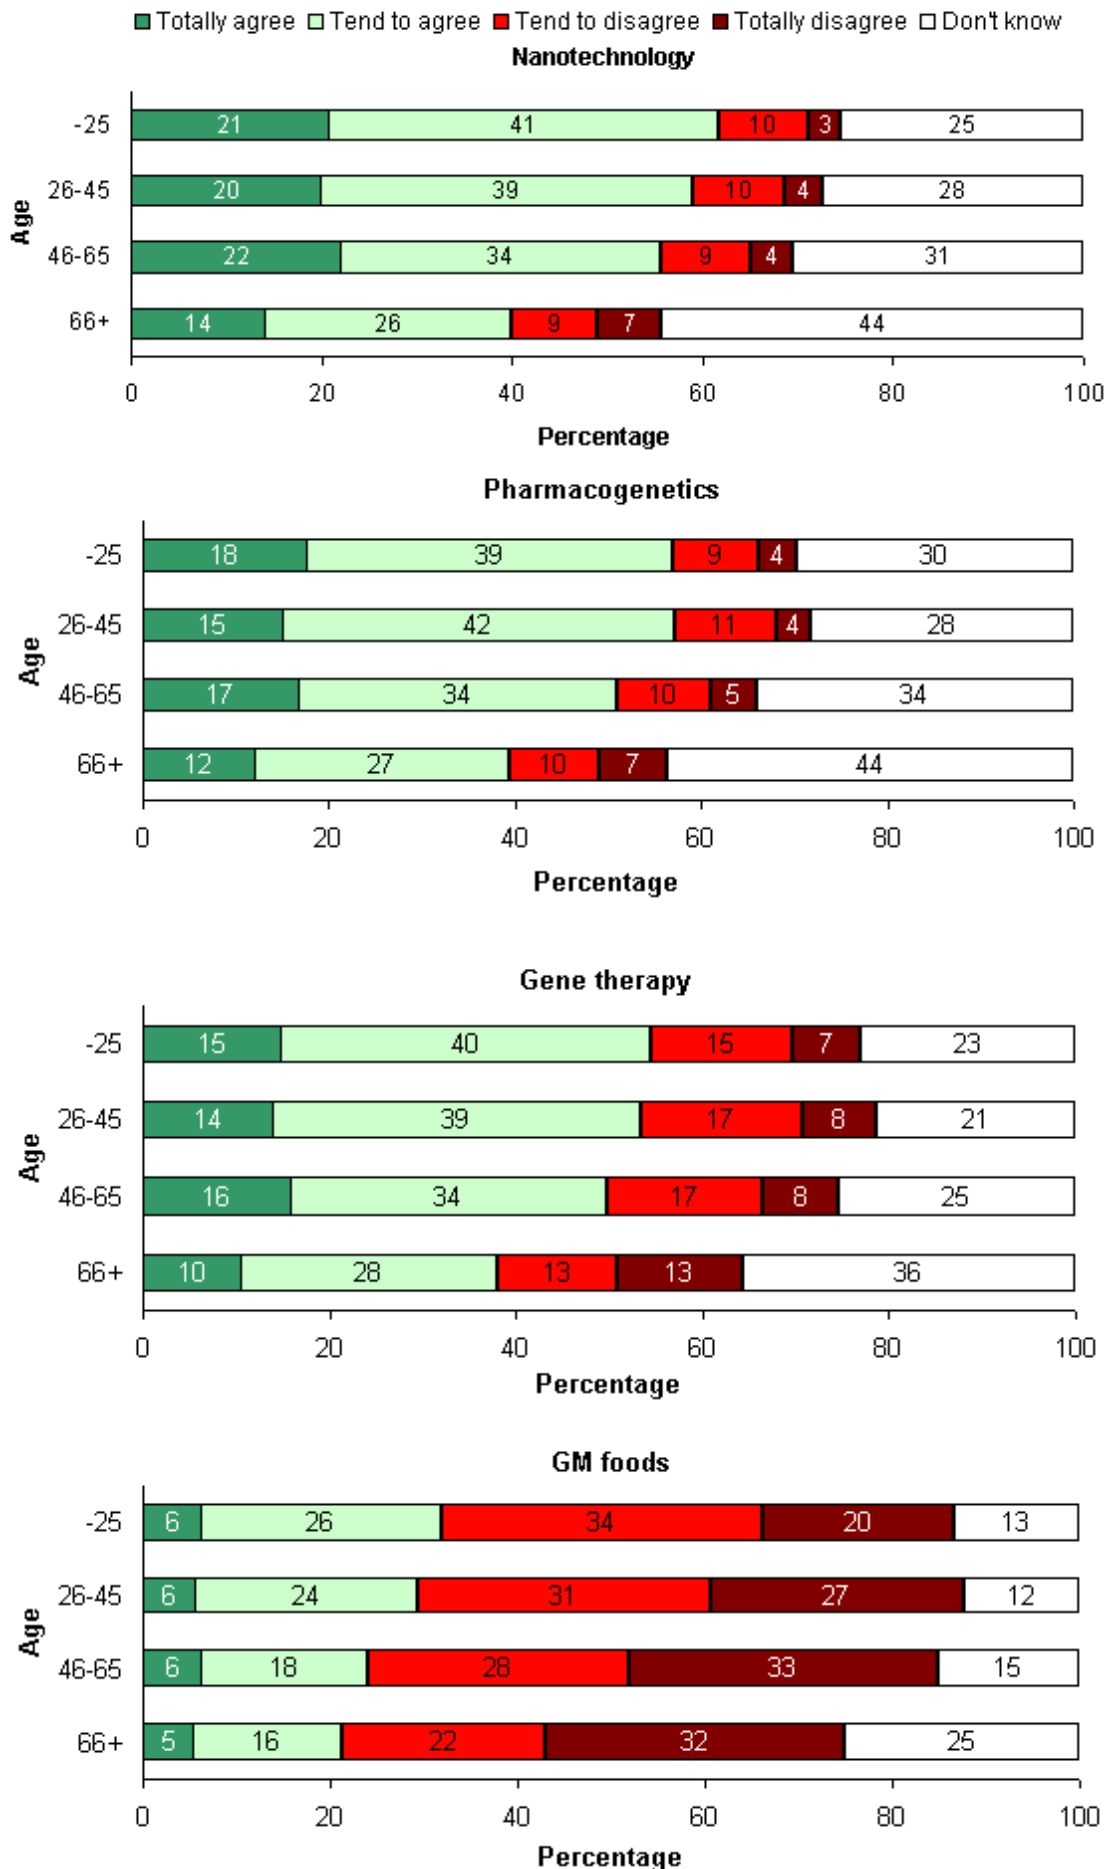 Totally agree Tend to agree Tend to disagree Totally disagree Don't know
Nanotechnology
Age
-25 21 41 10 3 25
26-45 20 39 10 4 28
46-65 22 34 9 4 31
66+ 14 26 9 7 44
0 20 40 60 80 100
Percentage
Pharmacogenetics
Age
-25 18 39 9 4 30
26-45 15 42 11 4 28
46-65 17 34 10 5 34
66+ 12 27 10 7 44
0 20 40 60 80 100
Percentage
Gene therapy
Age
-25 15 40 15 7 23
26-45 14 39 17 8 21
46-65 16 34 17 8 25
66+ 10 28 13 13 36
0 20 40 60 80 100
Percentage
GM foods
Age
-25 6 26 34 20 13
26-45 6 24 31 27 12
46-65 6 18 28 33 15
66+ 5 16 22 32 25
0 20 40 60 80 100
Percentage